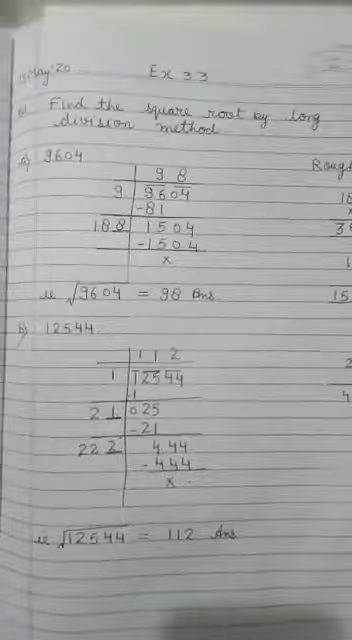 May'20
Ex 33
Find the square root by long
division method.
a) 9604
Rough
9 8
9 9604
-81
188 1504
-1504
x
ie √9604 = 98 Ans
15
b) 12544.
1 1 2
1 12544
1
21 025
-21
222 444
-444
x
ie √12544 = 112 Ans